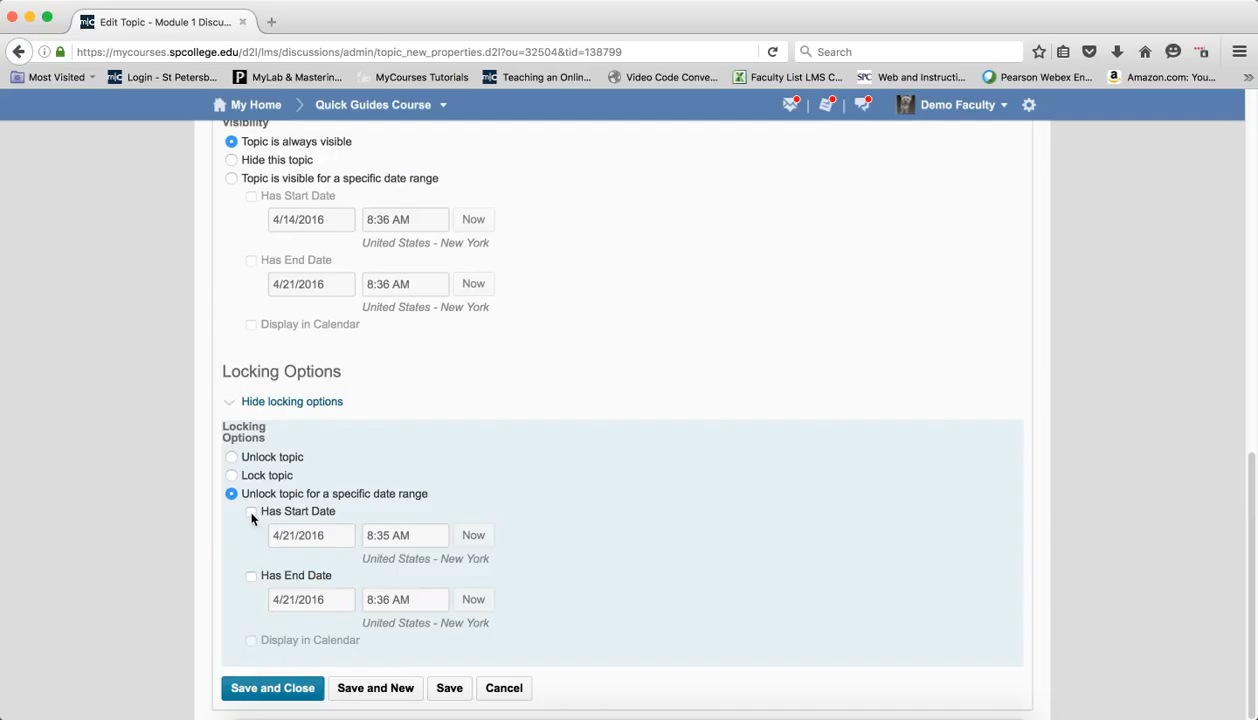 Edit Topic - Module 1 Discu...
https://mycourses.spcollege.edu/d2l/lms/discussions/admin/topic_new_properties.d2l?ou=32504&tid=138799
Search
Most Visited
Login - St Petersb...
MyLab & Masterin...
MyCourses Tutorials
Teaching an Onlin...
Video Code Conve...
Faculty List LMS C...
SPC
Web and Instructi...
Pearson Webex En...
Amazon.com: You...
My Home
Quick Guides Course
Demo Faculty
Visibility
Topic is always visible
Hide this topic
Topic is visible for a specific date range
Has Start Date
4/14/2016 8:36 AM Now
United States - New York
Has End Date
4/21/2016 8:36 AM Now
United States - New York
Display in Calendar
Locking Options
Hide locking options
Locking
Options
Unlock topic
Lock topic
Unlock topic for a specific date range
Has Start Date
4/21/2016 8:35 AM Now
United States - New York
Has End Date
4/21/2016 8:36 AM Now
United States - New York
Display in Calendar
Save and Close Save and New Save Cancel